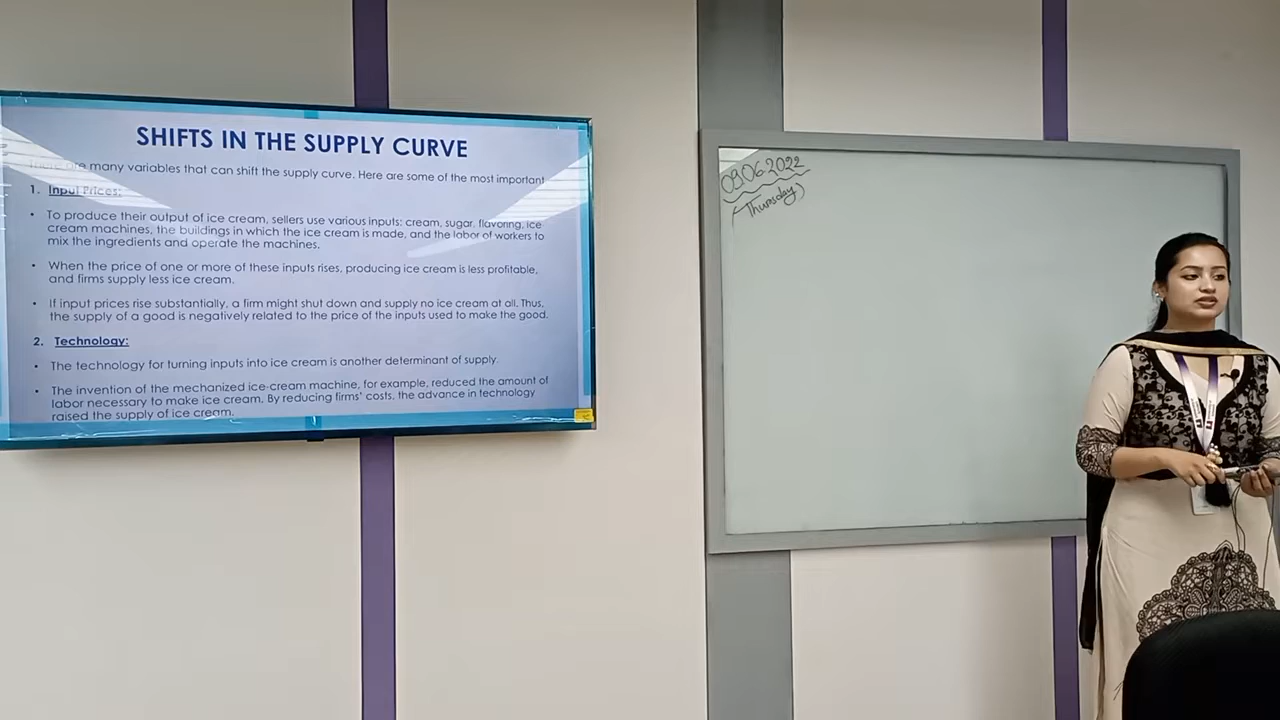 SHIFTS IN THE SUPPLY CURVE
There are many variables that can shift the supply curve. Here are some of the most important
1. Input Prices:
• To produce their output of ice cream, sellers use various inputs: cream, sugar, flavoring, ice
cream machines, the buildings in which the ice cream is made, and the labor of workers to
mix the ingredients and operate the machines.
• When the price of one or more of these inputs rises, producing ice cream is less profitable,
and firms supply less ice cream.
• If input prices rise substantially, a firm might shut down and supply no ice cream at all. Thus,
the supply of a good is negatively related to the price of the inputs used to make the good.
2. Technology:
• The technology for turning inputs into ice cream is another determinant of supply.
• The invention of the mechanized ice-cream machine, for example, reduced the amount of
labor necessary to make ice cream. By reducing firms' costs, the advance in technology
raised the supply of ice cream.
09.06.2022
(Thursday)